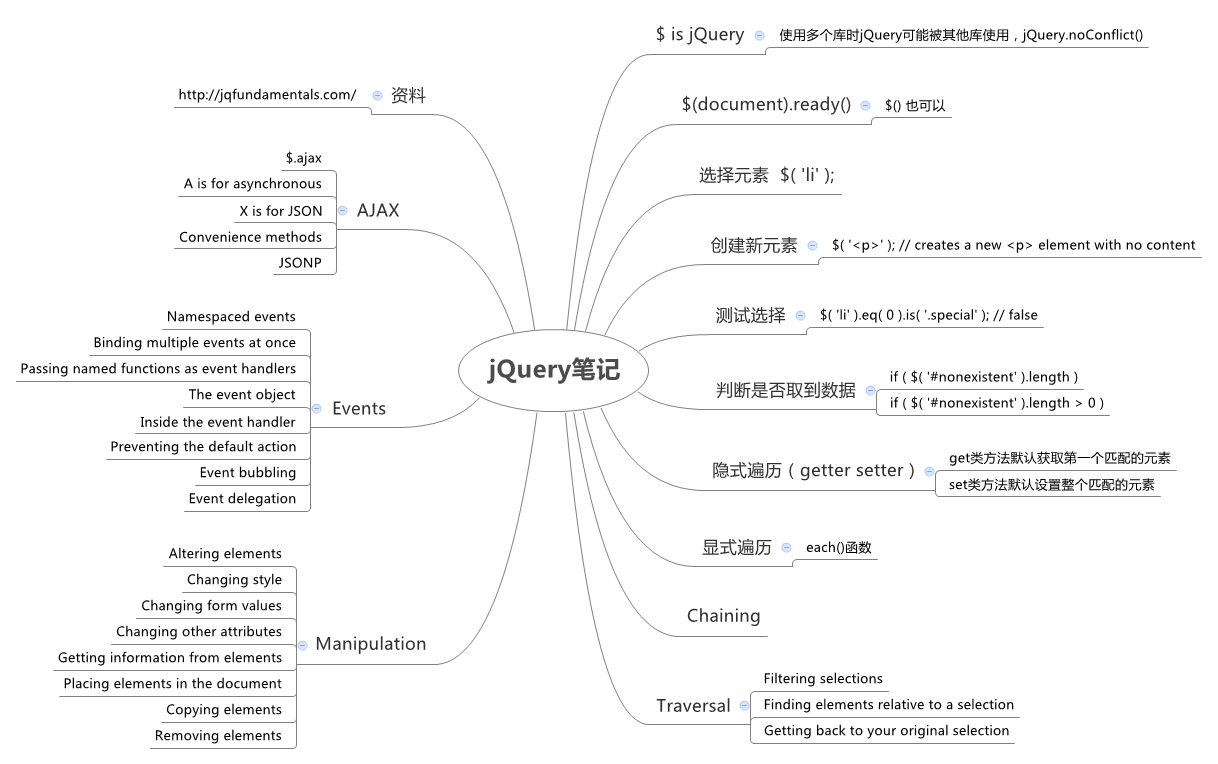 jQuery笔记
$ is jQuery
使用多个库时jQuery可能被其他库使用，jQuery.noConflict()
$(document).ready()
$() 也可以
选择元素 $( 'li' );
创建新元素
$( '<p>' ); // creates a new <p> element with no content
测试选择
$( 'li' ).eq( 0 ).is( '.special' ); // false
判断是否取到数据
if ( $( '#nonexistent' ).length )
if ( $( '#nonexistent' ).length > 0 )
隐式遍历（getter setter）
get类方法默认获取第一个匹配的元素
set类方法默认设置整个匹配的元素
显式遍历
each()函数
Chaining
Traversal
Filtering selections
Finding elements relative to a selection
Getting back to your original selection
资料
http://jqfundamentals.com/
AJAX
$.ajax
A is for asynchronous
X is for JSON
Convenience methods
JSONP
Events
Namespaced events
Binding multiple events at once
Passing named functions as event handlers
The event object
Inside the event handler
Preventing the default action
Event bubbling
Event delegation
Manipulation
Altering elements
Changing style
Changing form values
Changing other attributes
Getting information from elements
Placing elements in the document
Copying elements
Removing elements